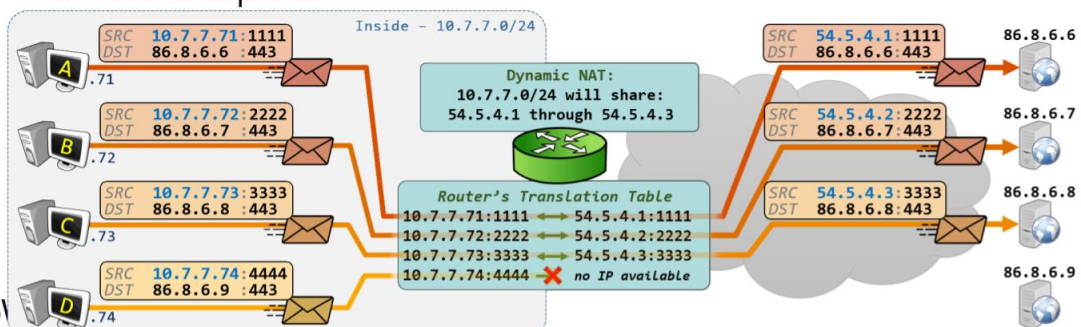 Inside – 10.7.7.0/24
SRC 10.7.7.71:1111
DST 86.8.6.6 :443
A
.71
SRC 10.7.7.72:2222
DST 86.8.6.7 :443
B
.72
SRC 10.7.7.73:3333
DST 86.8.6.8 :443
C
.73
SRC 10.7.7.74:4444
DST 86.8.6.9 :443
D
.74
Dynamic NAT:
10.7.7.0/24 will share:
54.5.4.1 through 54.5.4.3
Router's Translation Table
10.7.7.71:1111 ↔ 54.5.4.1:1111
10.7.7.72:2222 ↔ 54.5.4.2:2222
10.7.7.73:3333 ↔ 54.5.4.3:3333
10.7.7.74:4444 no IP available
SRC 54.5.4.1:1111
DST 86.8.6.6:443
86.8.6.6
SRC 54.5.4.2:2222
DST 86.8.6.7:443
86.8.6.7
SRC 54.5.4.3:3333
DST 86.8.6.8:443
86.8.6.8
86.8.6.9